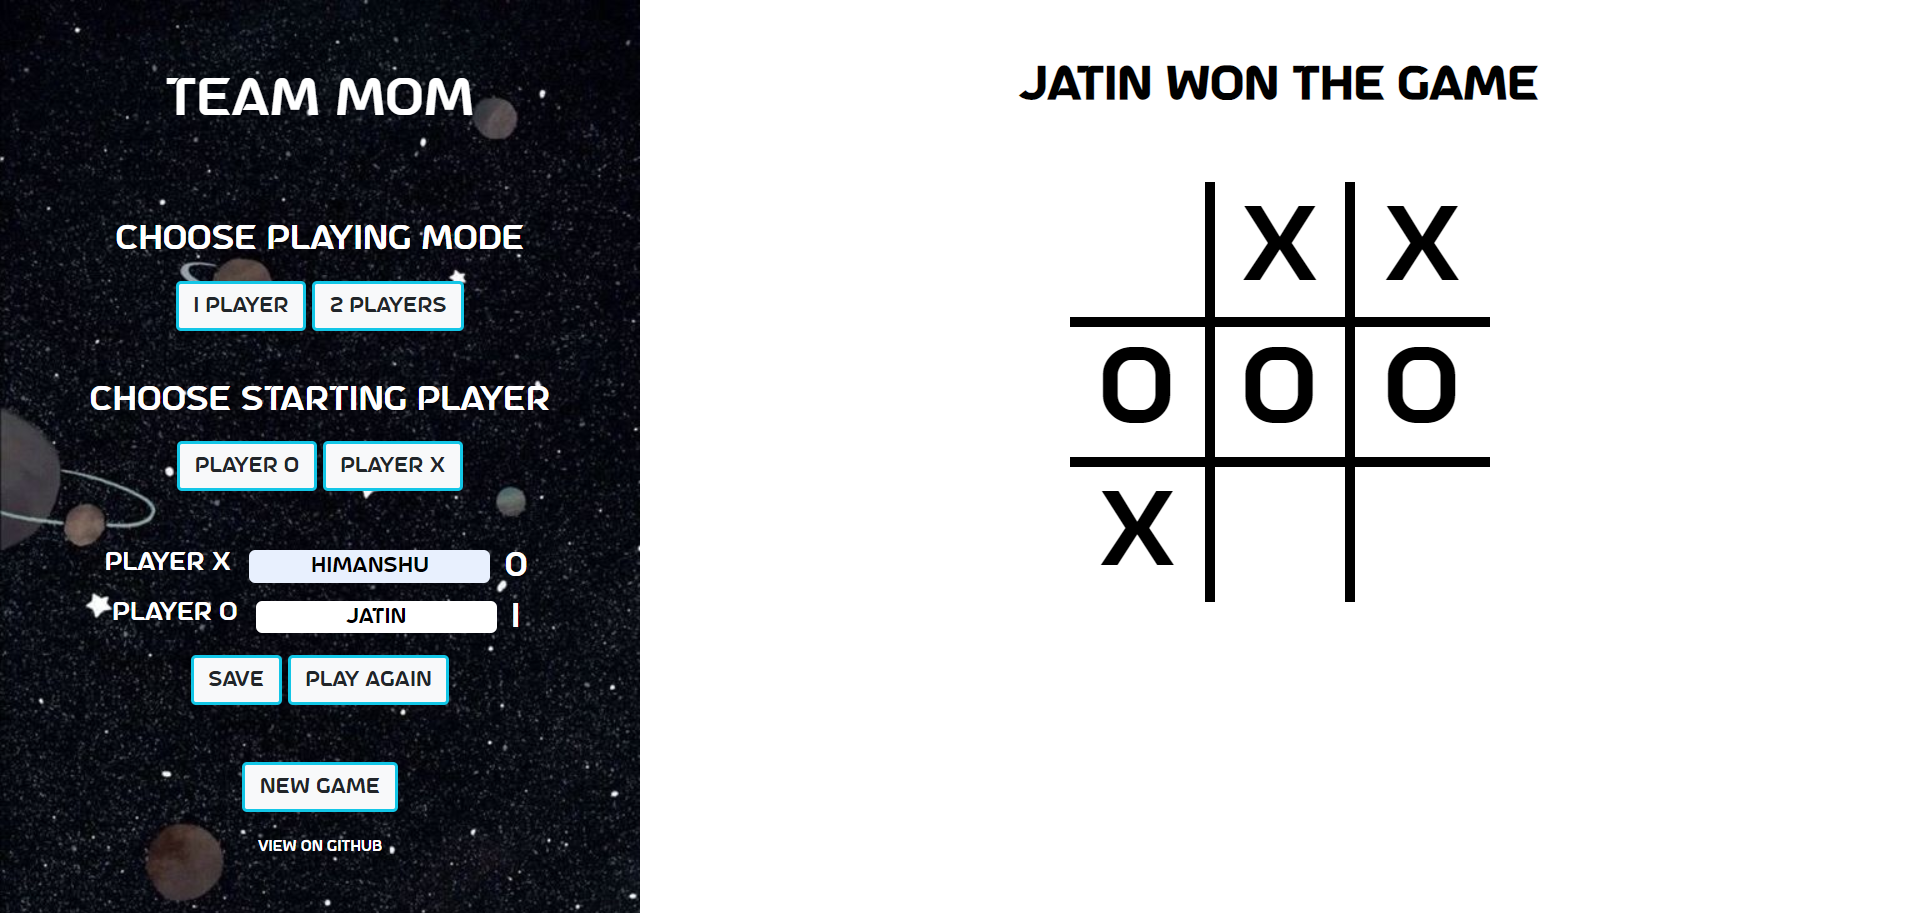 TEAM MOM
CHOOSE PLAYING MODE
1 PLAYER 2 PLAYERS
CHOOSE STARTING PLAYER
PLAYER O PLAYER X
PLAYER X HIMANSHU 0
PLAYER O JATIN 1
SAVE PLAY AGAIN
NEW GAME
VIEW ON GITHUB
JATIN WON THE GAME
X X
O O O
X